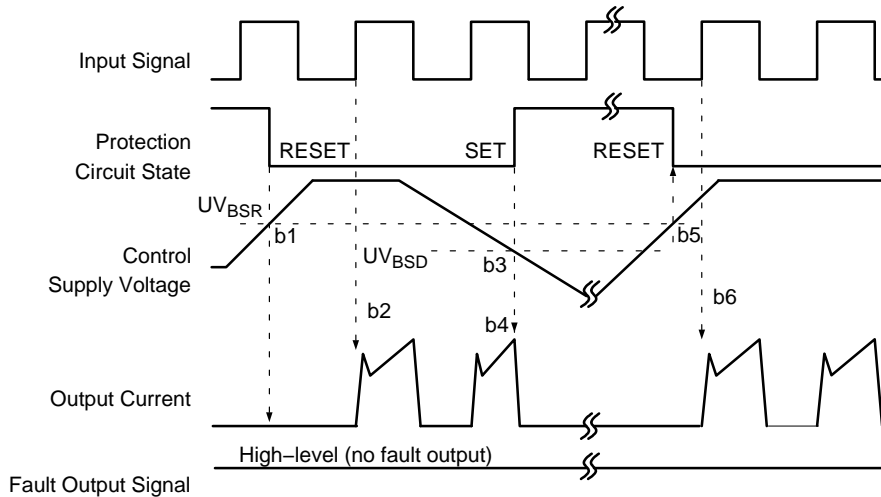 Input Signal
Protection
Circuit State
RESET
SET
RESET
UVBSR
b1
b5
Control
Supply Voltage
UVBSD
b3
b2
b4
b6
Output Current
High−level (no fault output)
Fault Output Signal